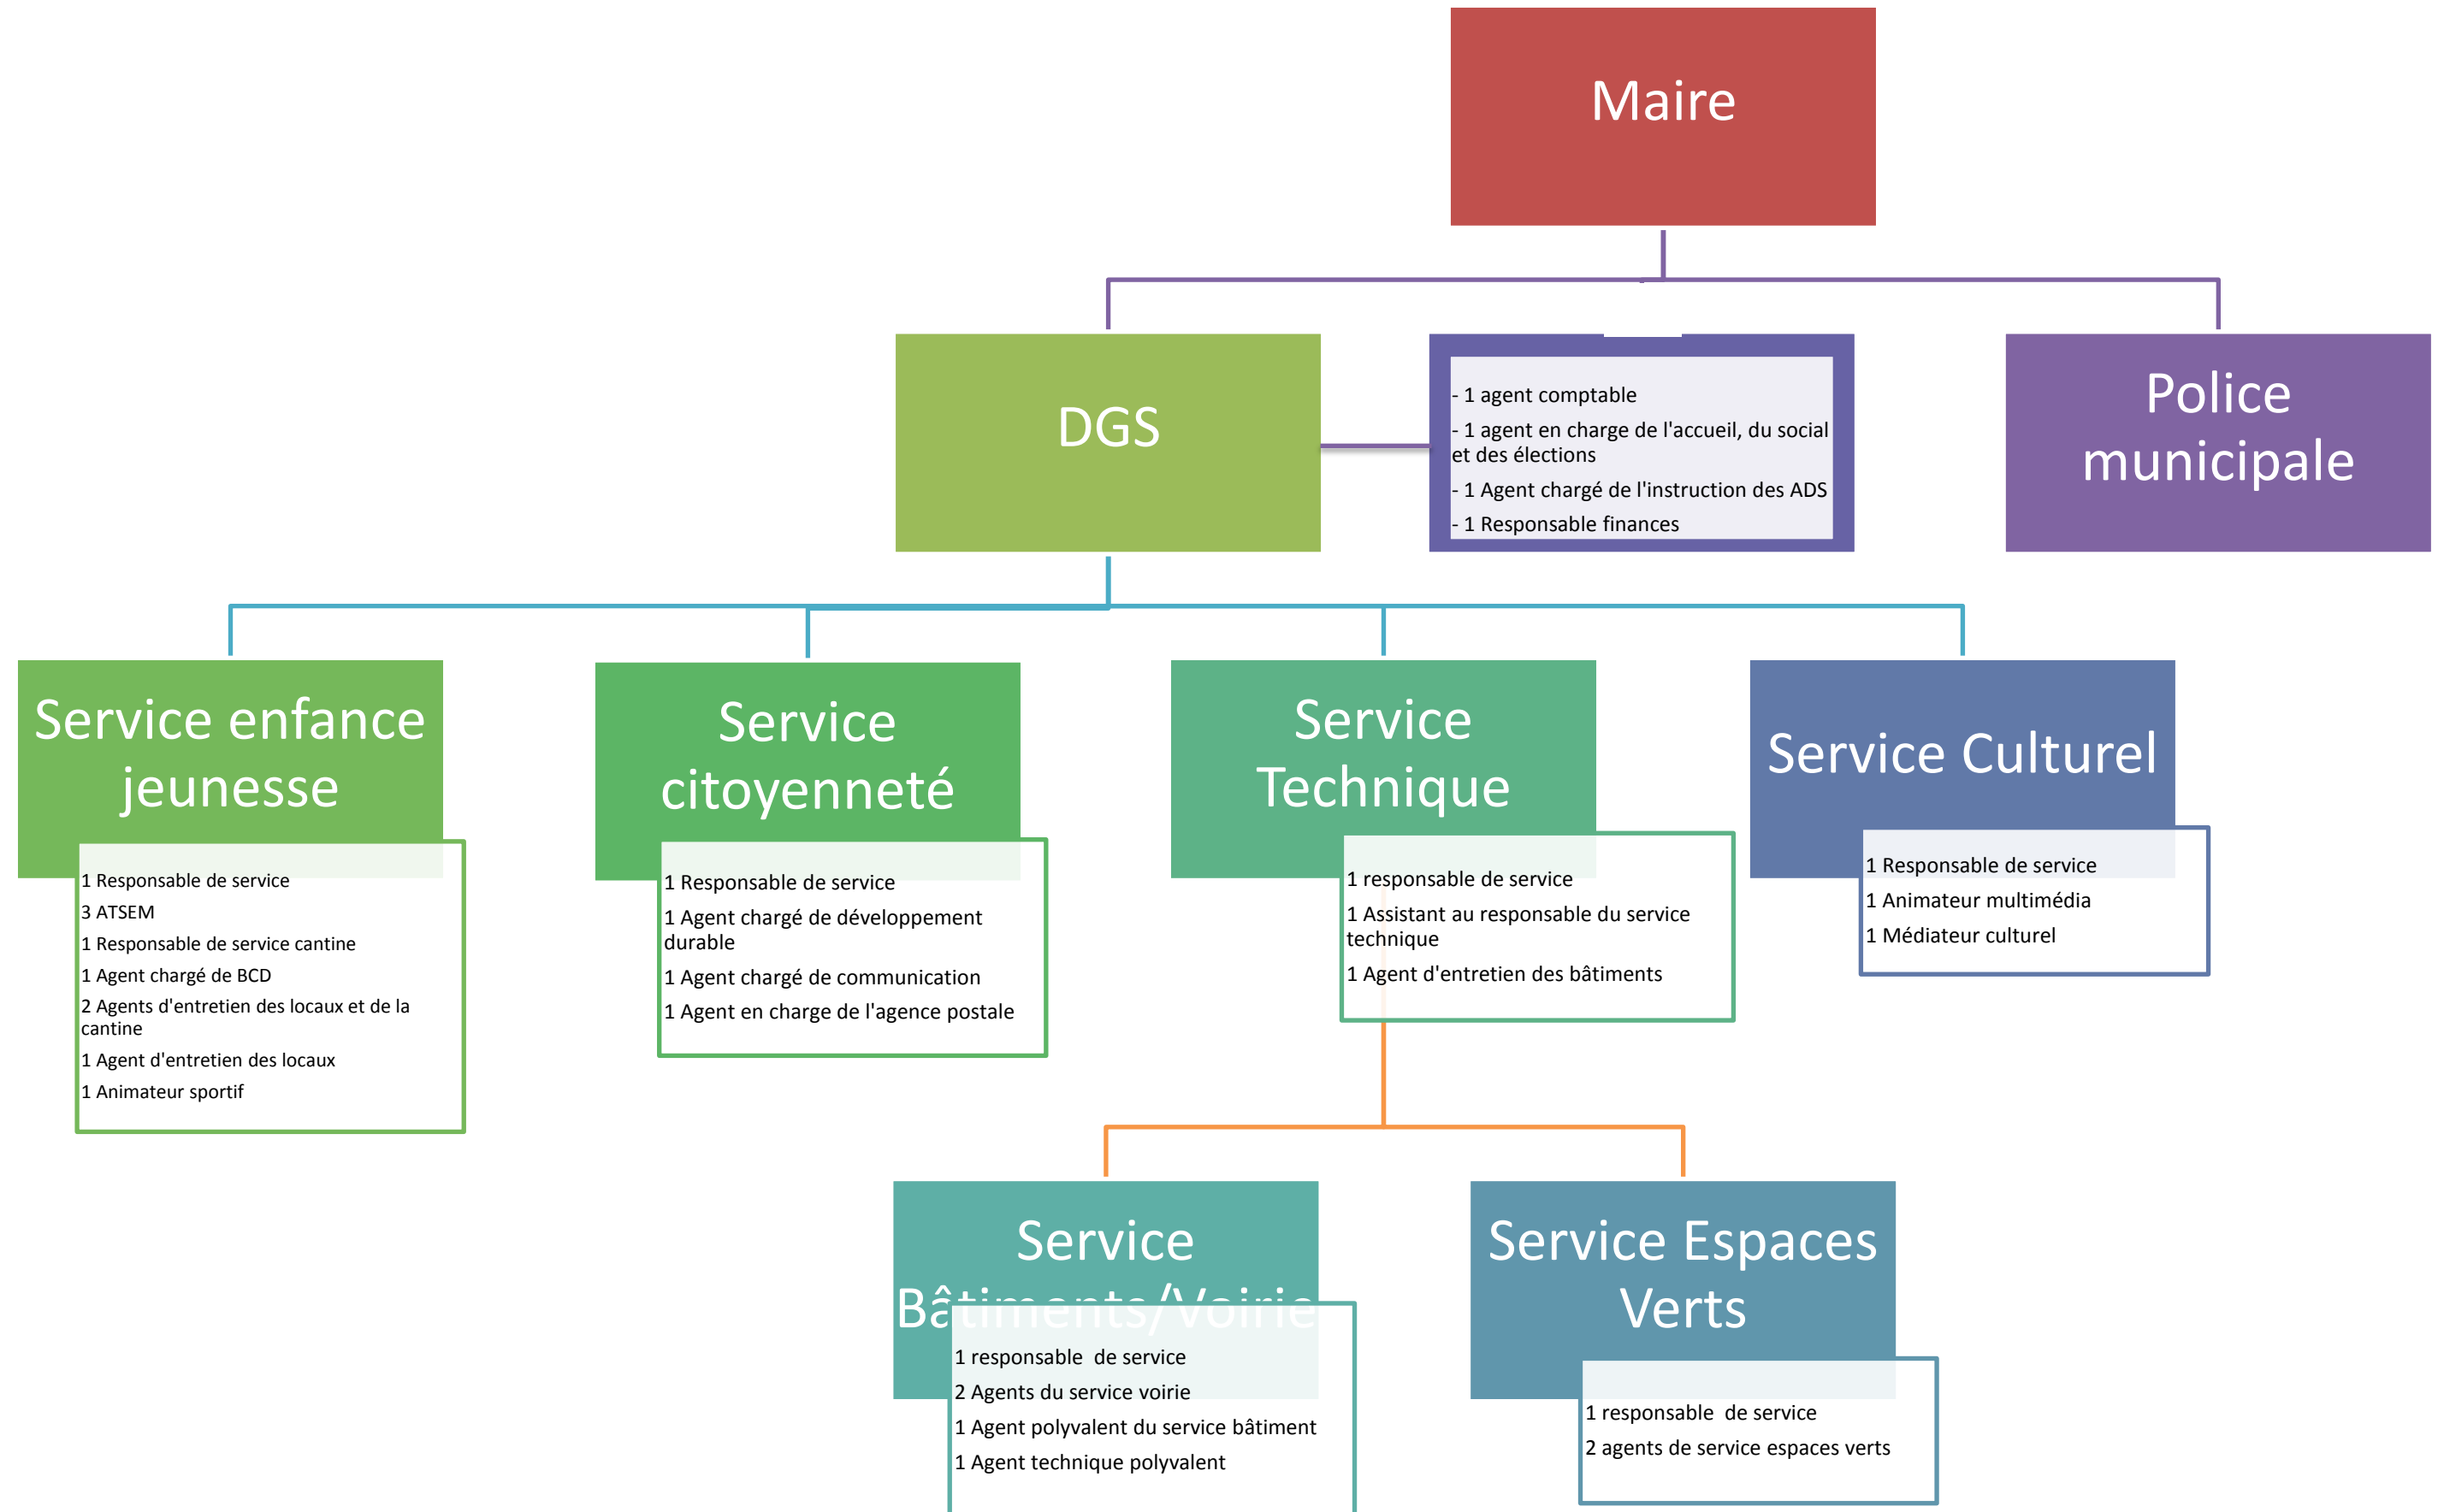 Maire
DGS
- 1 agent comptable
- 1 agent en charge de l'accueil, du social
et des élections
- 1 Agent chargé de l'instruction des ADS
- 1 Responsable finances
Police
municipale
Service enfance
jeunesse
1 Responsable de service
3 ATSEM
1 Responsable de service cantine
1 Agent chargé de BCD
2 Agents d'entretien des locaux et de la
cantine
1 Agent d'entretien des locaux
1 Animateur sportif
Service
citoyenneté
1 Responsable de service
1 Agent chargé de développement
durable
1 Agent chargé de communication
1 Agent en charge de l'agence postale
Service
Technique
1 responsable de service
1 Assistant au responsable du service
technique
1 Agent d'entretien des bâtiments
Service Culturel
1 Responsable de service
1 Animateur multimédia
1 Médiateur culturel
Service
Bâtiments/Voirie
1 responsable  de service
2 Agents du service voirie
1 Agent polyvalent du service bâtiment
1 Agent technique polyvalent
Service Espaces
Verts
1 responsable  de service
2 agents de service espaces verts